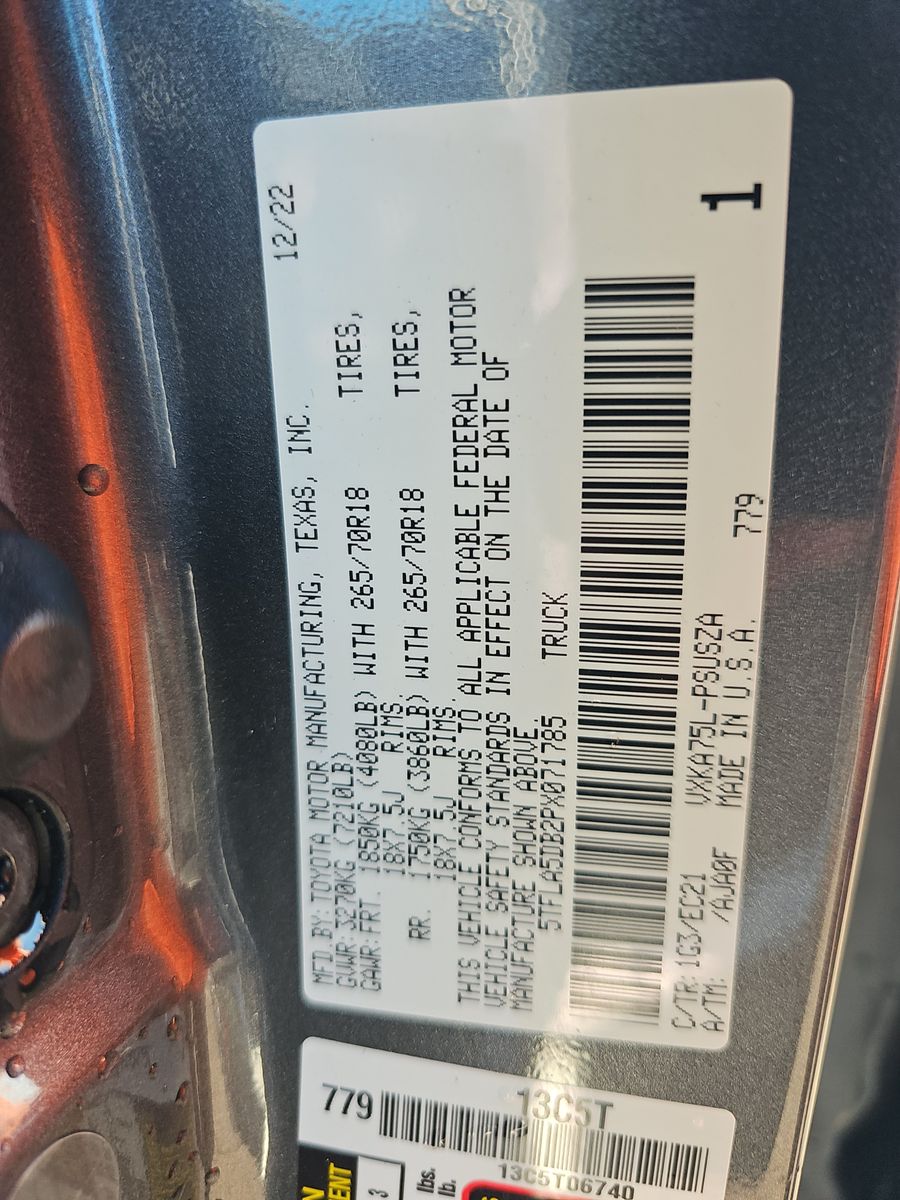 MFD.BY: TOYOTA MOTOR MANUFACTURING, TEXAS, INC. 12/22
GVWR: 3270KG (7210LB)
GAWR: FRT. 1850KG (4080LB) WITH 265/70R18 TIRES,
18X7.5J RIMS,
RR. 1750KG (3860LB) WITH 265/70R18 TIRES,
18X7.5J RIMS,
THIS VEHICLE CONFORMS TO ALL APPLICABLE FEDERAL MOTOR
VEHICLE SAFETY STANDARDS IN EFFECT ON THE DATE OF
MANUFACTURE SHOWN ABOVE.
5TFLA5DB2PX071785 TRUCK
C/TR: 1G3/EC21 VXKA75L-PSUSZA
A/TM: /AJA0F MADE IN U.S.A. 779
1
779
13C5T
13C5T06740
3
lbs.
lb.